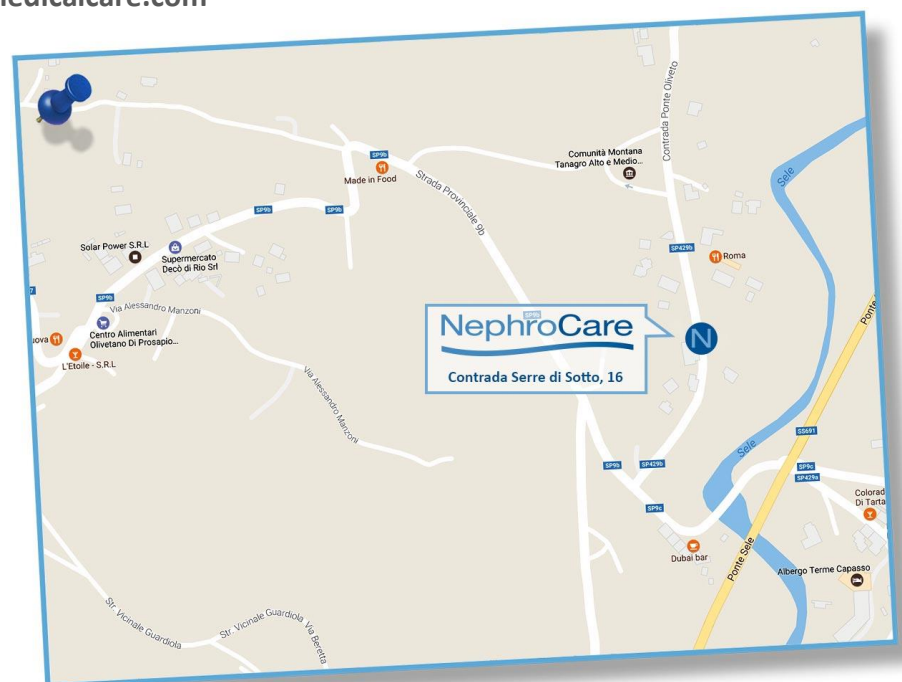 edicalcare.com
SP9b
Made in Food
Strada Provinciale 9b
Comunità Montana
Tanagro Alto e Medio...
Contrada Ponte Oliveto
Sele
SP9b
SP9b
SP429b
Roma
Solar Power S.R.L
Supermercato
Decò di Rio Srl
SP9b
Via Alessandro Manzoni
Centro Alimentari
Olivetano Di Prosapio...
L'Etoile - S.R.L
Via Alessandro Manzoni
SP9b
NephroCare
Contrada Serre di Sotto, 16
N
Ponte
SS691
Sele
SP9b
SP429b
SP9c
SP429a
SP9c
Colorad
Di Tarta
Dubai bar
Ponte Sele
Albergo Terme Capasso
Str. Vicinale Guardiola
Str. Vicinale Guardiola
Via Beretta